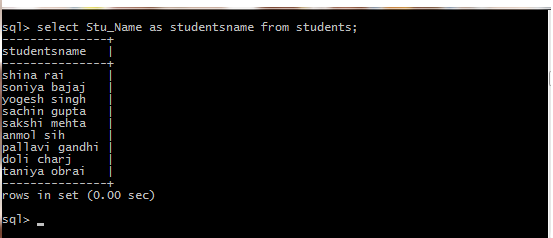 sql> select Stu_Name as studentsname from students;
---------------+
studentsname   |
---------------+
shina rai      |
soniya bajaj   |
yogesh singh   |
sachin gupta   |
sakshi mehta   |
anmol sih      |
pallavi gandhi |
doli charj     |
taniya obrai   |
---------------+
rows in set (0.00 sec)
sql> _